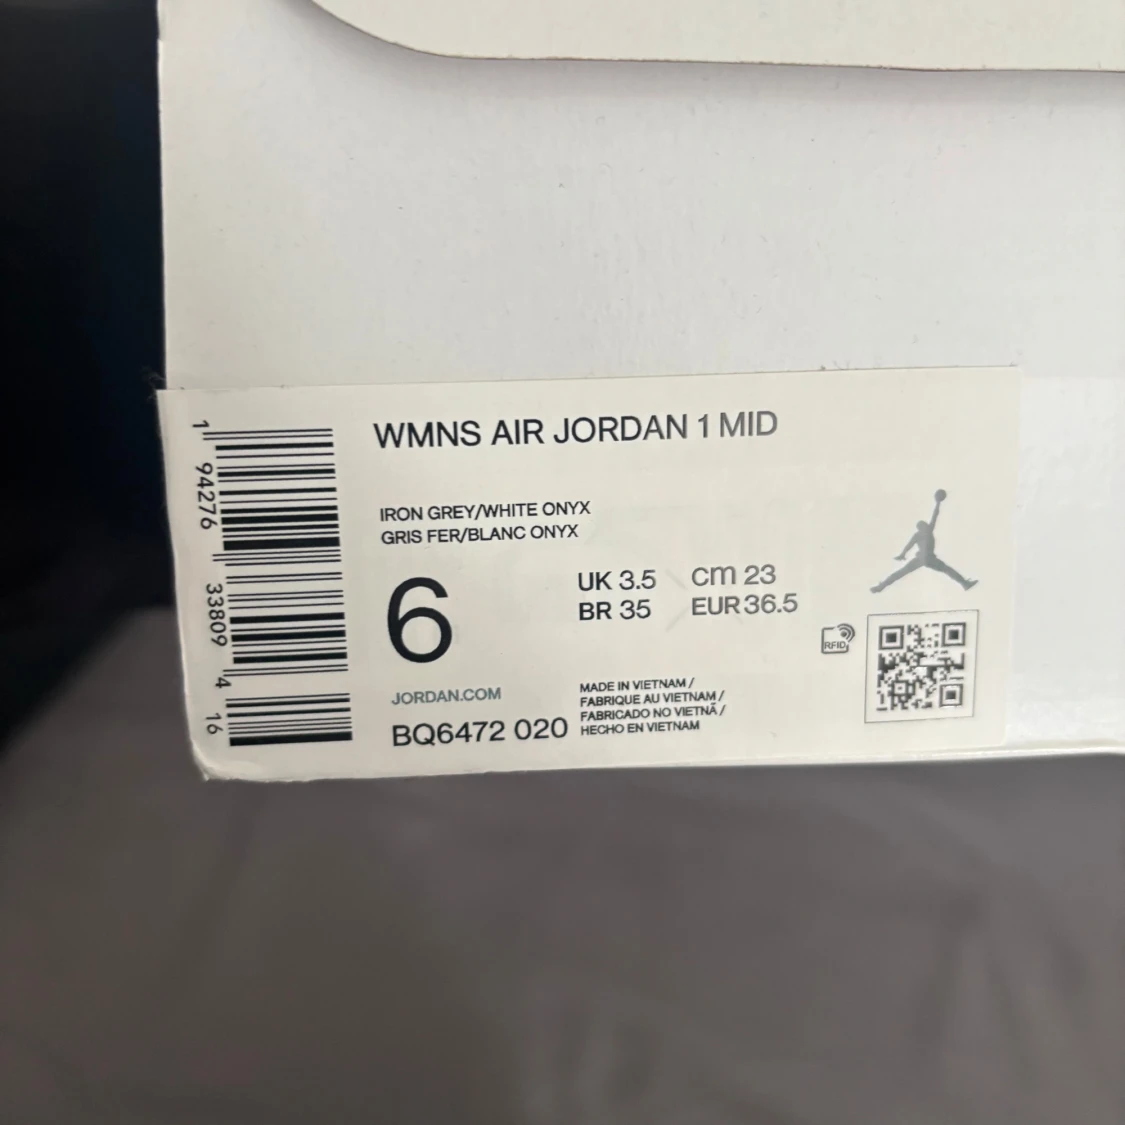 WMNS AIR JORDAN 1 MID
IRON GREY/WHITE ONYX
GRIS FER/BLANC ONYX
6
UK 3.5 cm 23
BR 35 EUR 36.5
RFID
JORDAN.COM
BQ6472 020
MADE IN VIETNAM /
FABRIQUE AU VIETNAM /
FABRICADO NO VIETNÃ /
HECHO EN VIETNAM
1 94276 33809 4 16